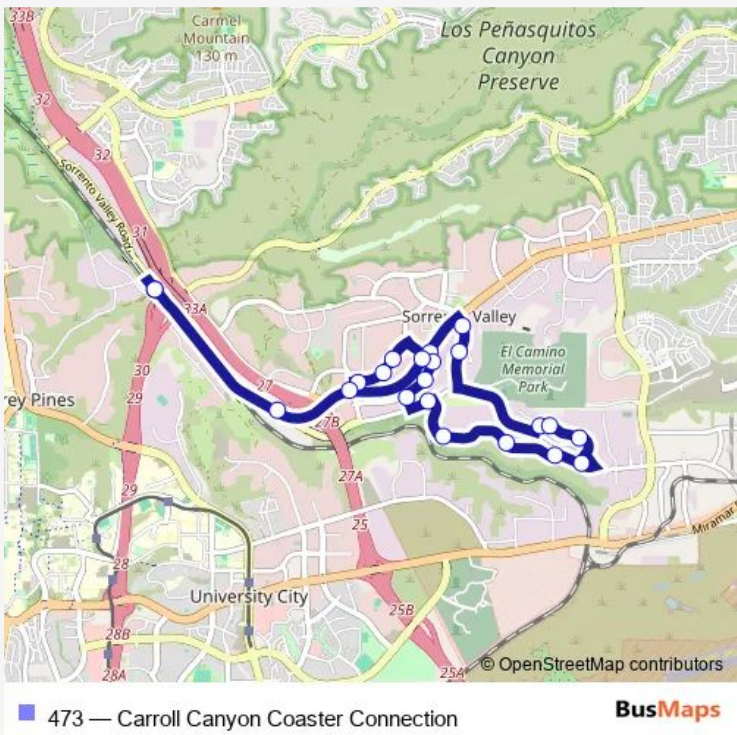 33B
Carmel
Mountain
130 m
Los Peñasquitos
Canyon
Preserve
32
32
Sorrento Valley Road
31
33A
Sorre Valley
El Camino
Memorial
Park
30
29
27
rey Pines
27B
27A
29
25
Miramar
28
University City
25B
28B
28A
25A
© OpenStreetMap contributors
473 — Carroll Canyon Coaster Connection
BusMaps